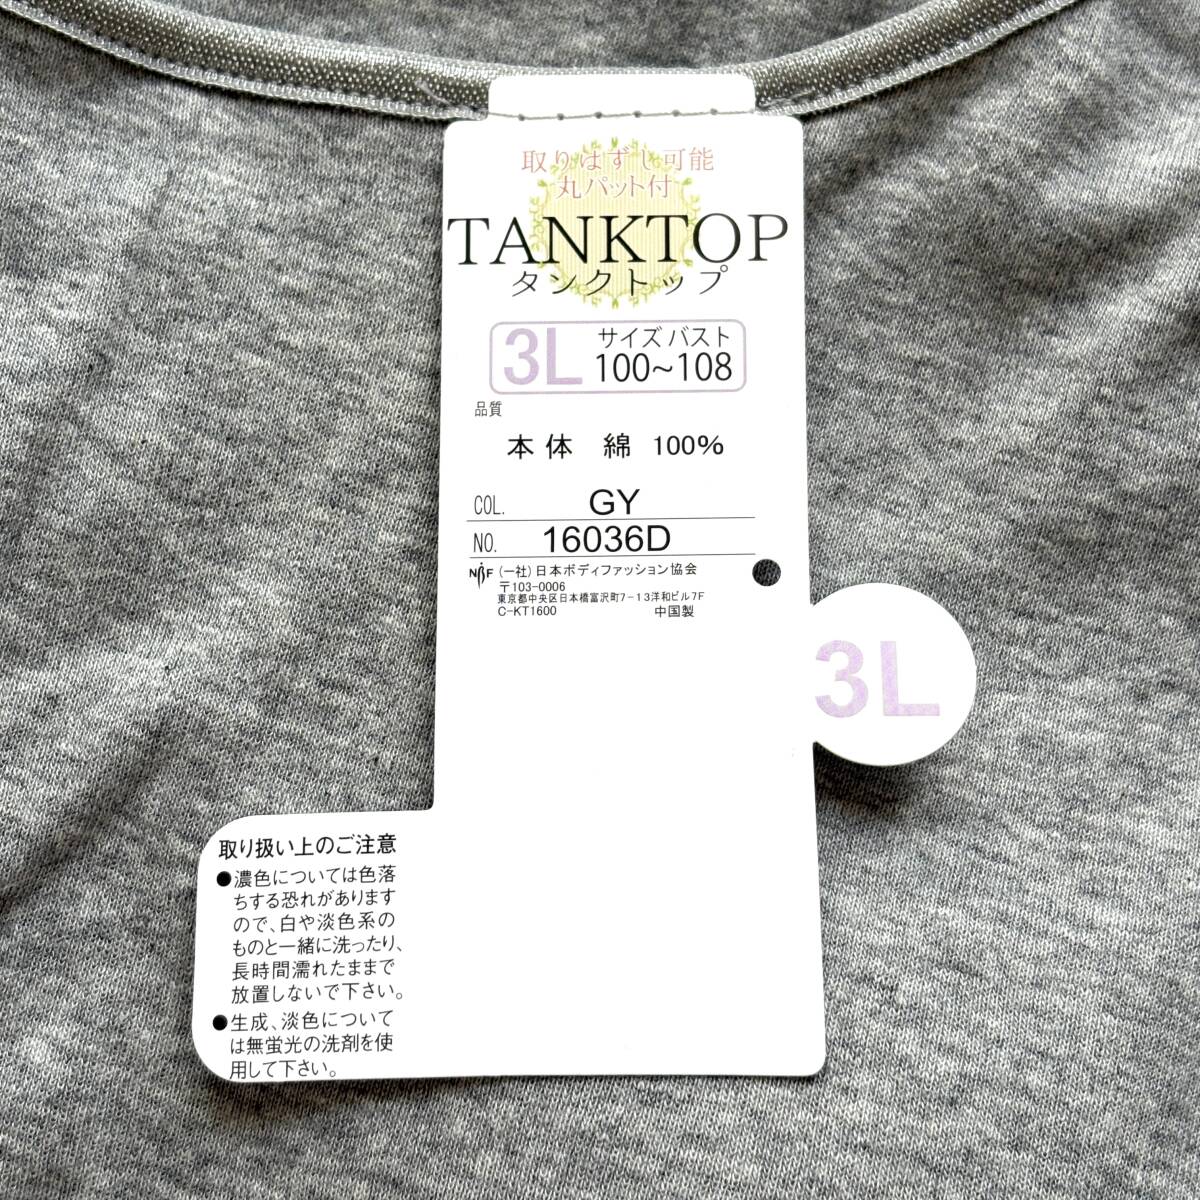 取りはずし可能
丸パット付
TANKTOP
タンクトップ
3L サイズ バスト
100~108
品質
本体 綿 100%
COL. GY
NO. 16036D
NBF (一社)日本ボディファッション協会
〒103-0006
東京都中央区日本橋富沢町7-13洋和ビル7F
C-KT1600 中国製
3L
取り扱い上のご注意
●濃色については色落
ちする恐れがあります
ので、白や淡色系の
ものと一緒に洗ったり、
長時間濡れたままで
放置しないで下さい。
●生成、淡色について
は無蛍光の洗剤を使
用して下さい。